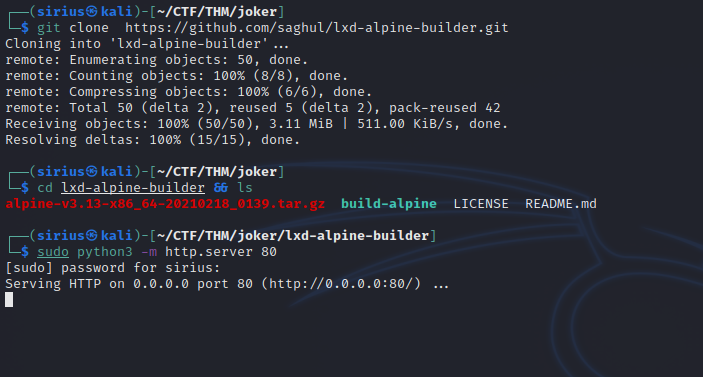 ┌──(sirius㉿kali)-[~/CTF/THM/joker]
└─$ git clone  https://github.com/saghul/lxd-alpine-builder.git
Cloning into 'lxd-alpine-builder'...
remote: Enumerating objects: 50, done.
remote: Counting objects: 100% (8/8), done.
remote: Compressing objects: 100% (6/6), done.
remote: Total 50 (delta 2), reused 5 (delta 2), pack-reused 42
Receiving objects: 100% (50/50), 3.11 MiB | 511.00 KiB/s, done.
Resolving deltas: 100% (15/15), done.
┌──(sirius㉿kali)-[~/CTF/THM/joker]
└─$ cd lxd-alpine-builder && ls
alpine-v3.13-x86_64-20210218_0139.tar.gz  build-alpine  LICENSE  README.md
┌──(sirius㉿kali)-[~/CTF/THM/joker/lxd-alpine-builder]
└─$ sudo python3 -m http.server 80
[sudo] password for sirius:
Serving HTTP on 0.0.0.0 port 80 (http://0.0.0.0:80/) ...